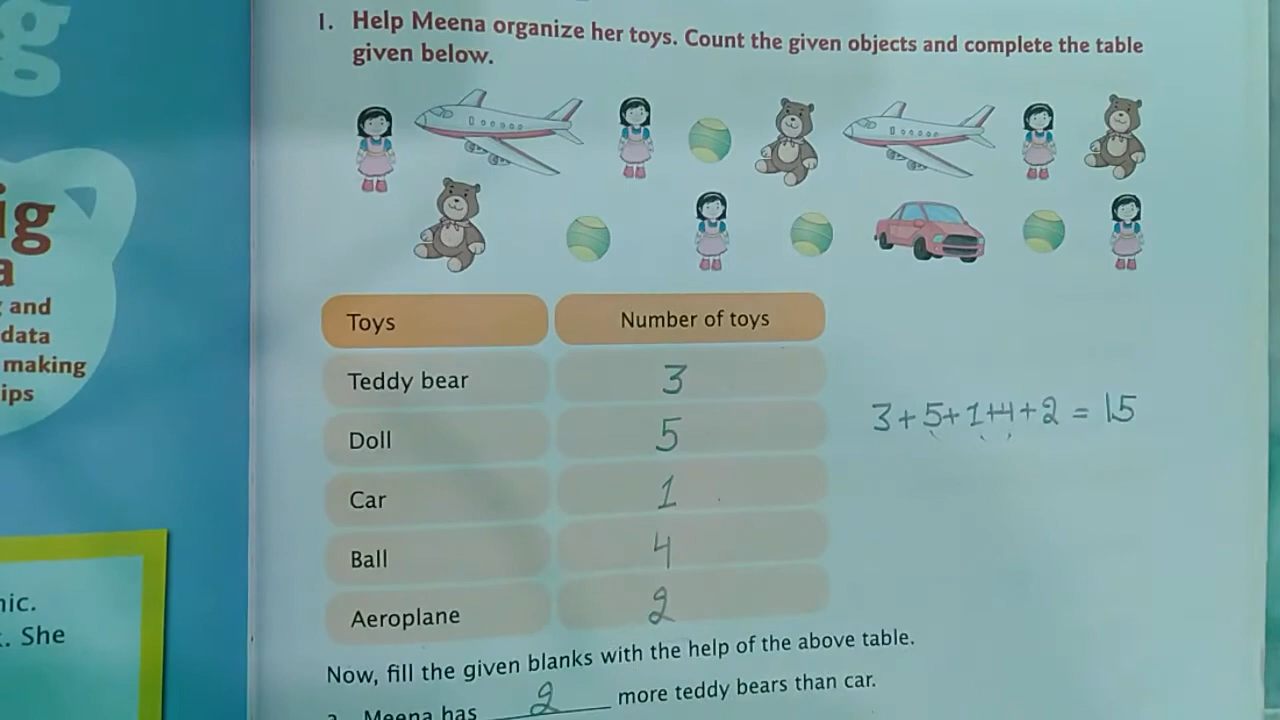 1. Help Meena organize her toys. Count the given objects and complete the table
given below.
Toys Number of toys
Teddy bear 3
Doll 5
Car 1
Ball 4
Aeroplane 2
3+5+1+4+2 = 15
Now, fill the given blanks with the help of the above table.
Meena has 2 more teddy bears than car.
g
ig
a
and
data
making
ips
nic.
. She